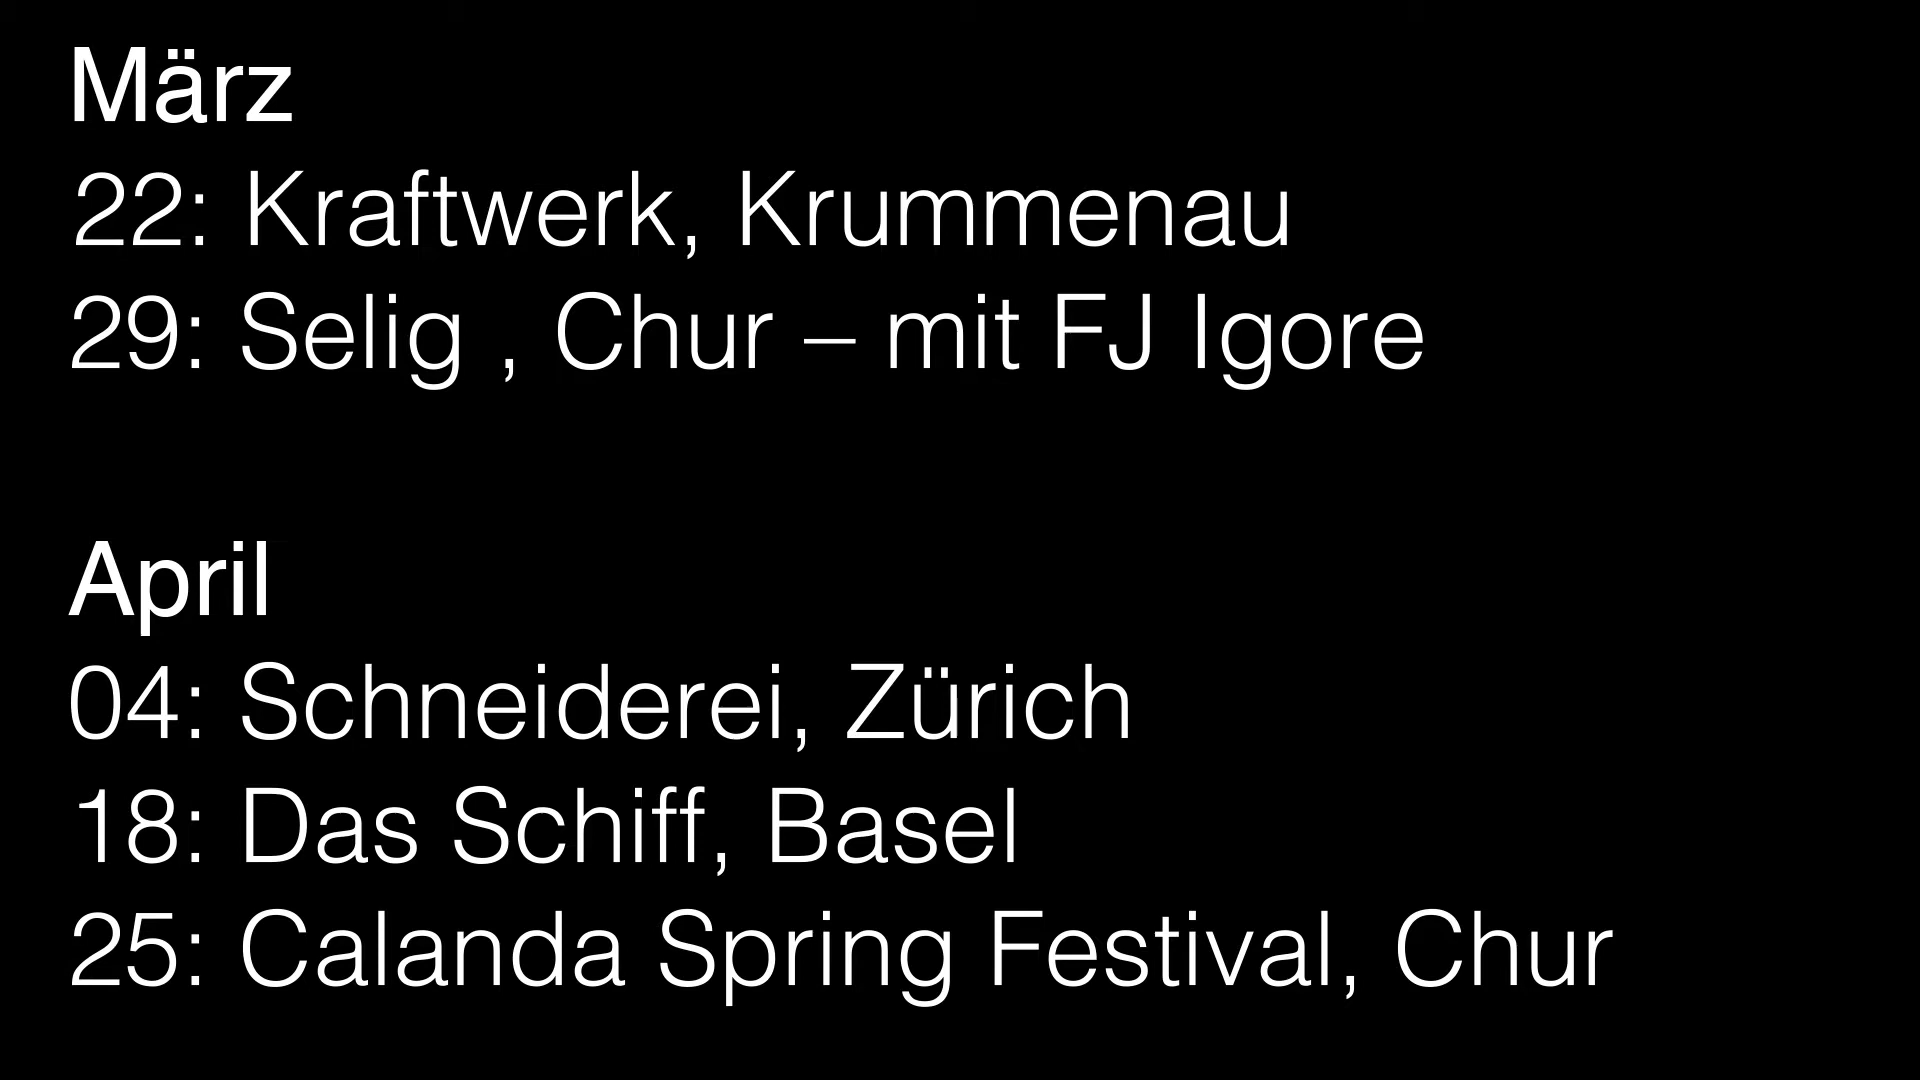 März
22: Kraftwerk, Krummenau
29: Selig , Chur – mit FJ Igore
April
04: Schneiderei, Zürich
18: Das Schiff, Basel
25: Calanda Spring Festival, Chur